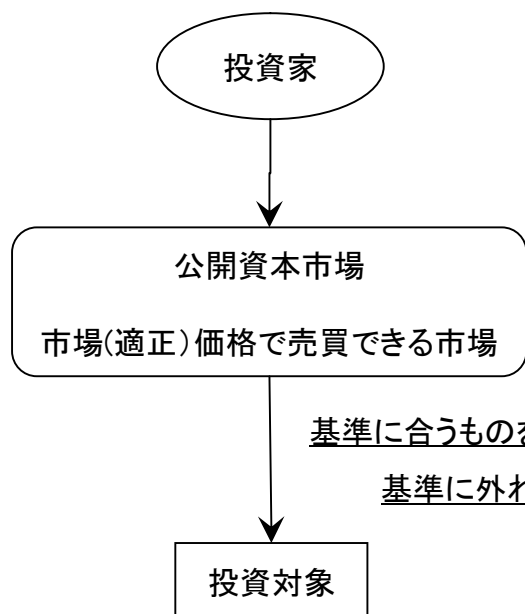 投資家
公開資本市場
市場(適正)価格で売買できる市場
基準に合うものを
基準に外れ
投資対象